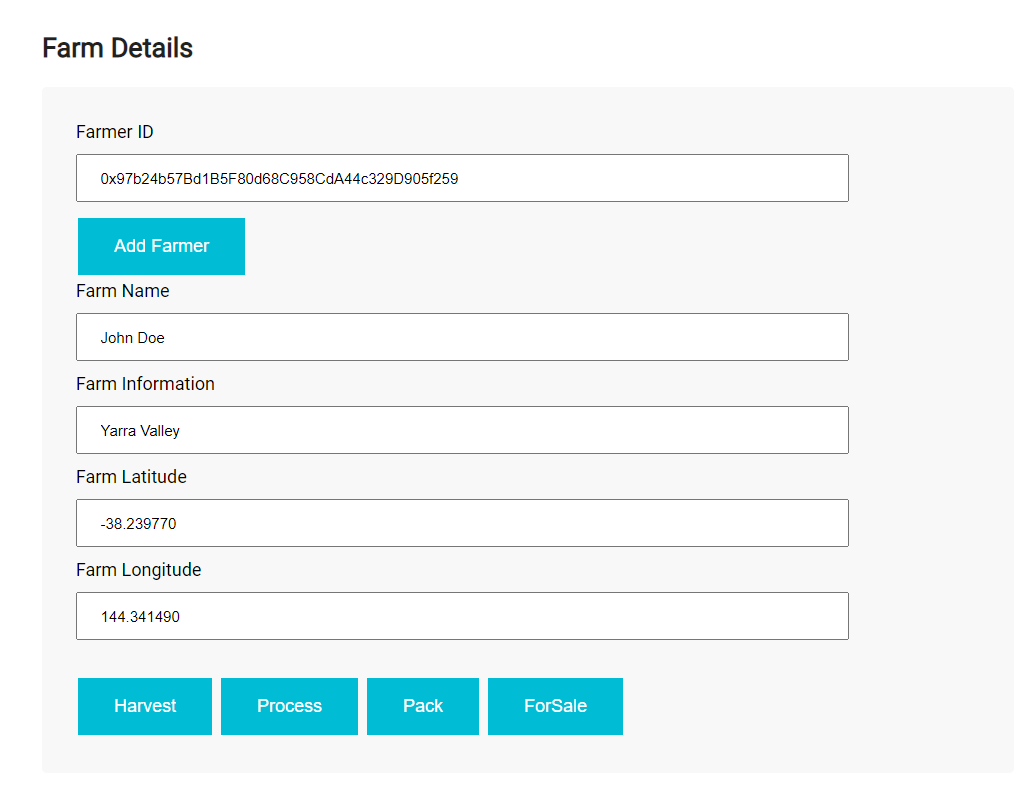 Farm Details
Farmer ID
0x97b24b57Bd1B5F80d68C958CdA44c329D905f259
Add Farmer
Farm Name
John Doe
Farm Information
Yarra Valley
Farm Latitude
-38.239770
Farm Longitude
144.341490
Harvest Process Pack ForSale